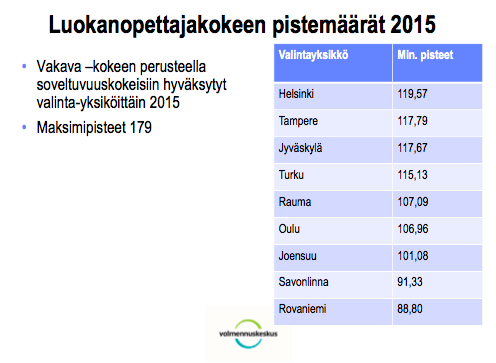 Luokanopettajakokeen pistemäärät 2015
• Vakava –kokeen perusteella
soveltuvuuskokeisiin hyväksytyt
valinta-yksiköittäin 2015
• Maksimipisteet 179
Valintayksikkö Min. pisteet
Helsinki 119,57
Tampere 117,79
Jyväskylä 117,67
Turku 115,13
Rauma 107,09
Oulu 106,96
Joensuu 101,08
Savonlinna 91,33
Rovaniemi 88,80
valmennuskeskus